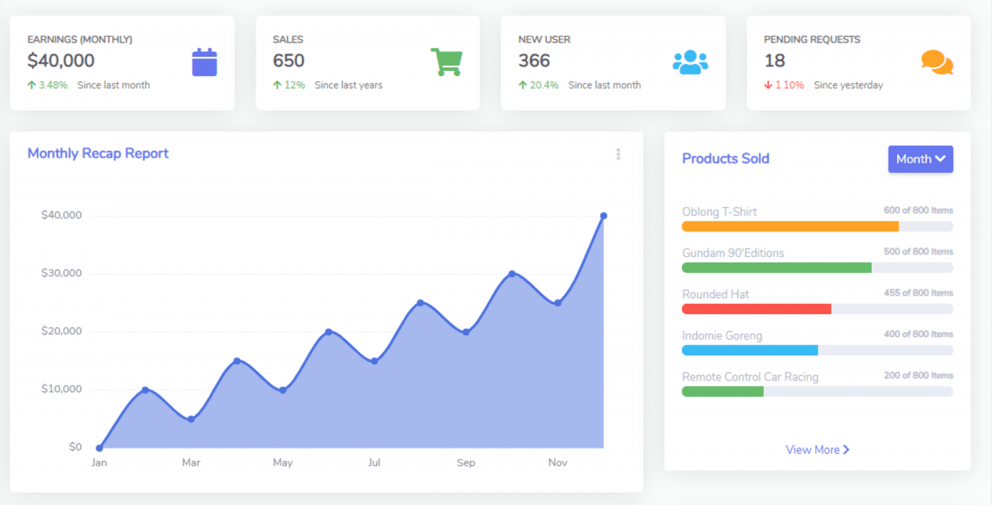 EARNINGS (MONTHLY)
$40,000
3.48% Since last month
SALES
650
12% Since last years
NEW USER
366
20.4% Since last month
PENDING REQUESTS
18
1.10% Since yesterday
Monthly Recap Report
$40,000
$30,000
$20,000
$10,000
$0
Jan Mar May Jul Sep Nov
Products Sold
Month
Oblong T-Shirt 600 of 800 Items
Gundam 90'Editions 500 of 800 Items
Rounded Hat 455 of 800 Items
Indomie Goreng 400 of 800 Items
Remote Control Car Racing 200 of 800 Items
View More